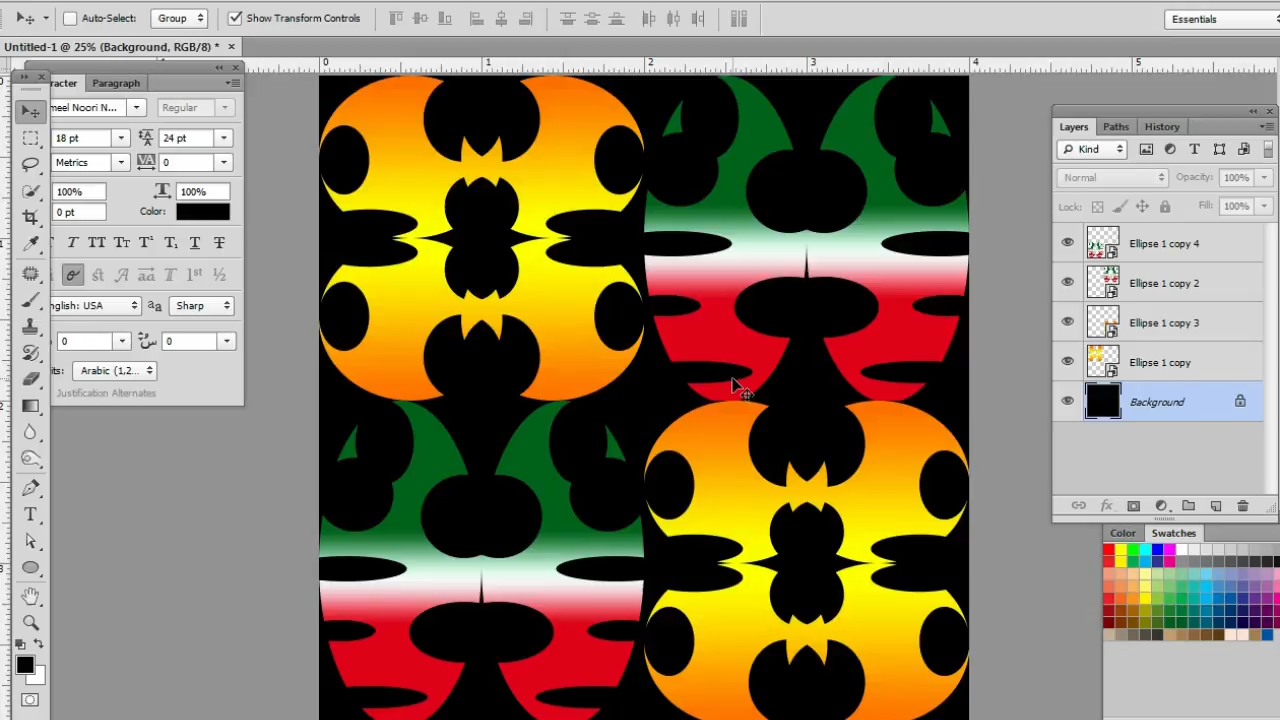 Auto-Select:
Group
Show Transform Controls
Essentials
Untitled-1 @ 25% (Background, RGB/8) *
0
1
2
3
4
5
Paragraph
Regular
18 pt
24 pt
Metrics
0
100%
100%
0 pt
Color:
nglish: USA
aa
Sharp
0
0
its:
Arabic (1,2...
Justification Alternates
Layers
Paths
History
Kind
Normal
Opacity:
100%
Lock:
Fill:
100%
Ellipse 1 copy 4
Ellipse 1 copy 2
Ellipse 1 copy 3
Ellipse 1 copy
Background
Color
Swatches